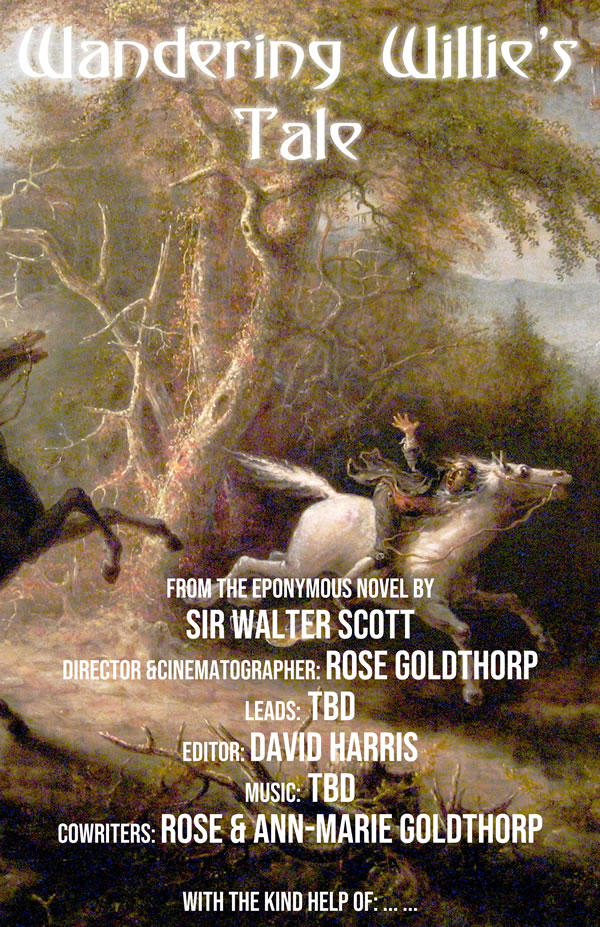 Wandering Willie's
Tale
FROM THE EPONYMOUS NOVEL BY
SIR WALTER SCOTT
DIRECTOR &CINEMATOGRAPHER: ROSE GOLDTHORP
LEADS: TBD
EDITOR: DAVID HARRIS
MUSIC: TBD
COWRITERS: ROSE & ANN-MARIE GOLDTHORP
WITH THE KIND HELP OF: ... ...